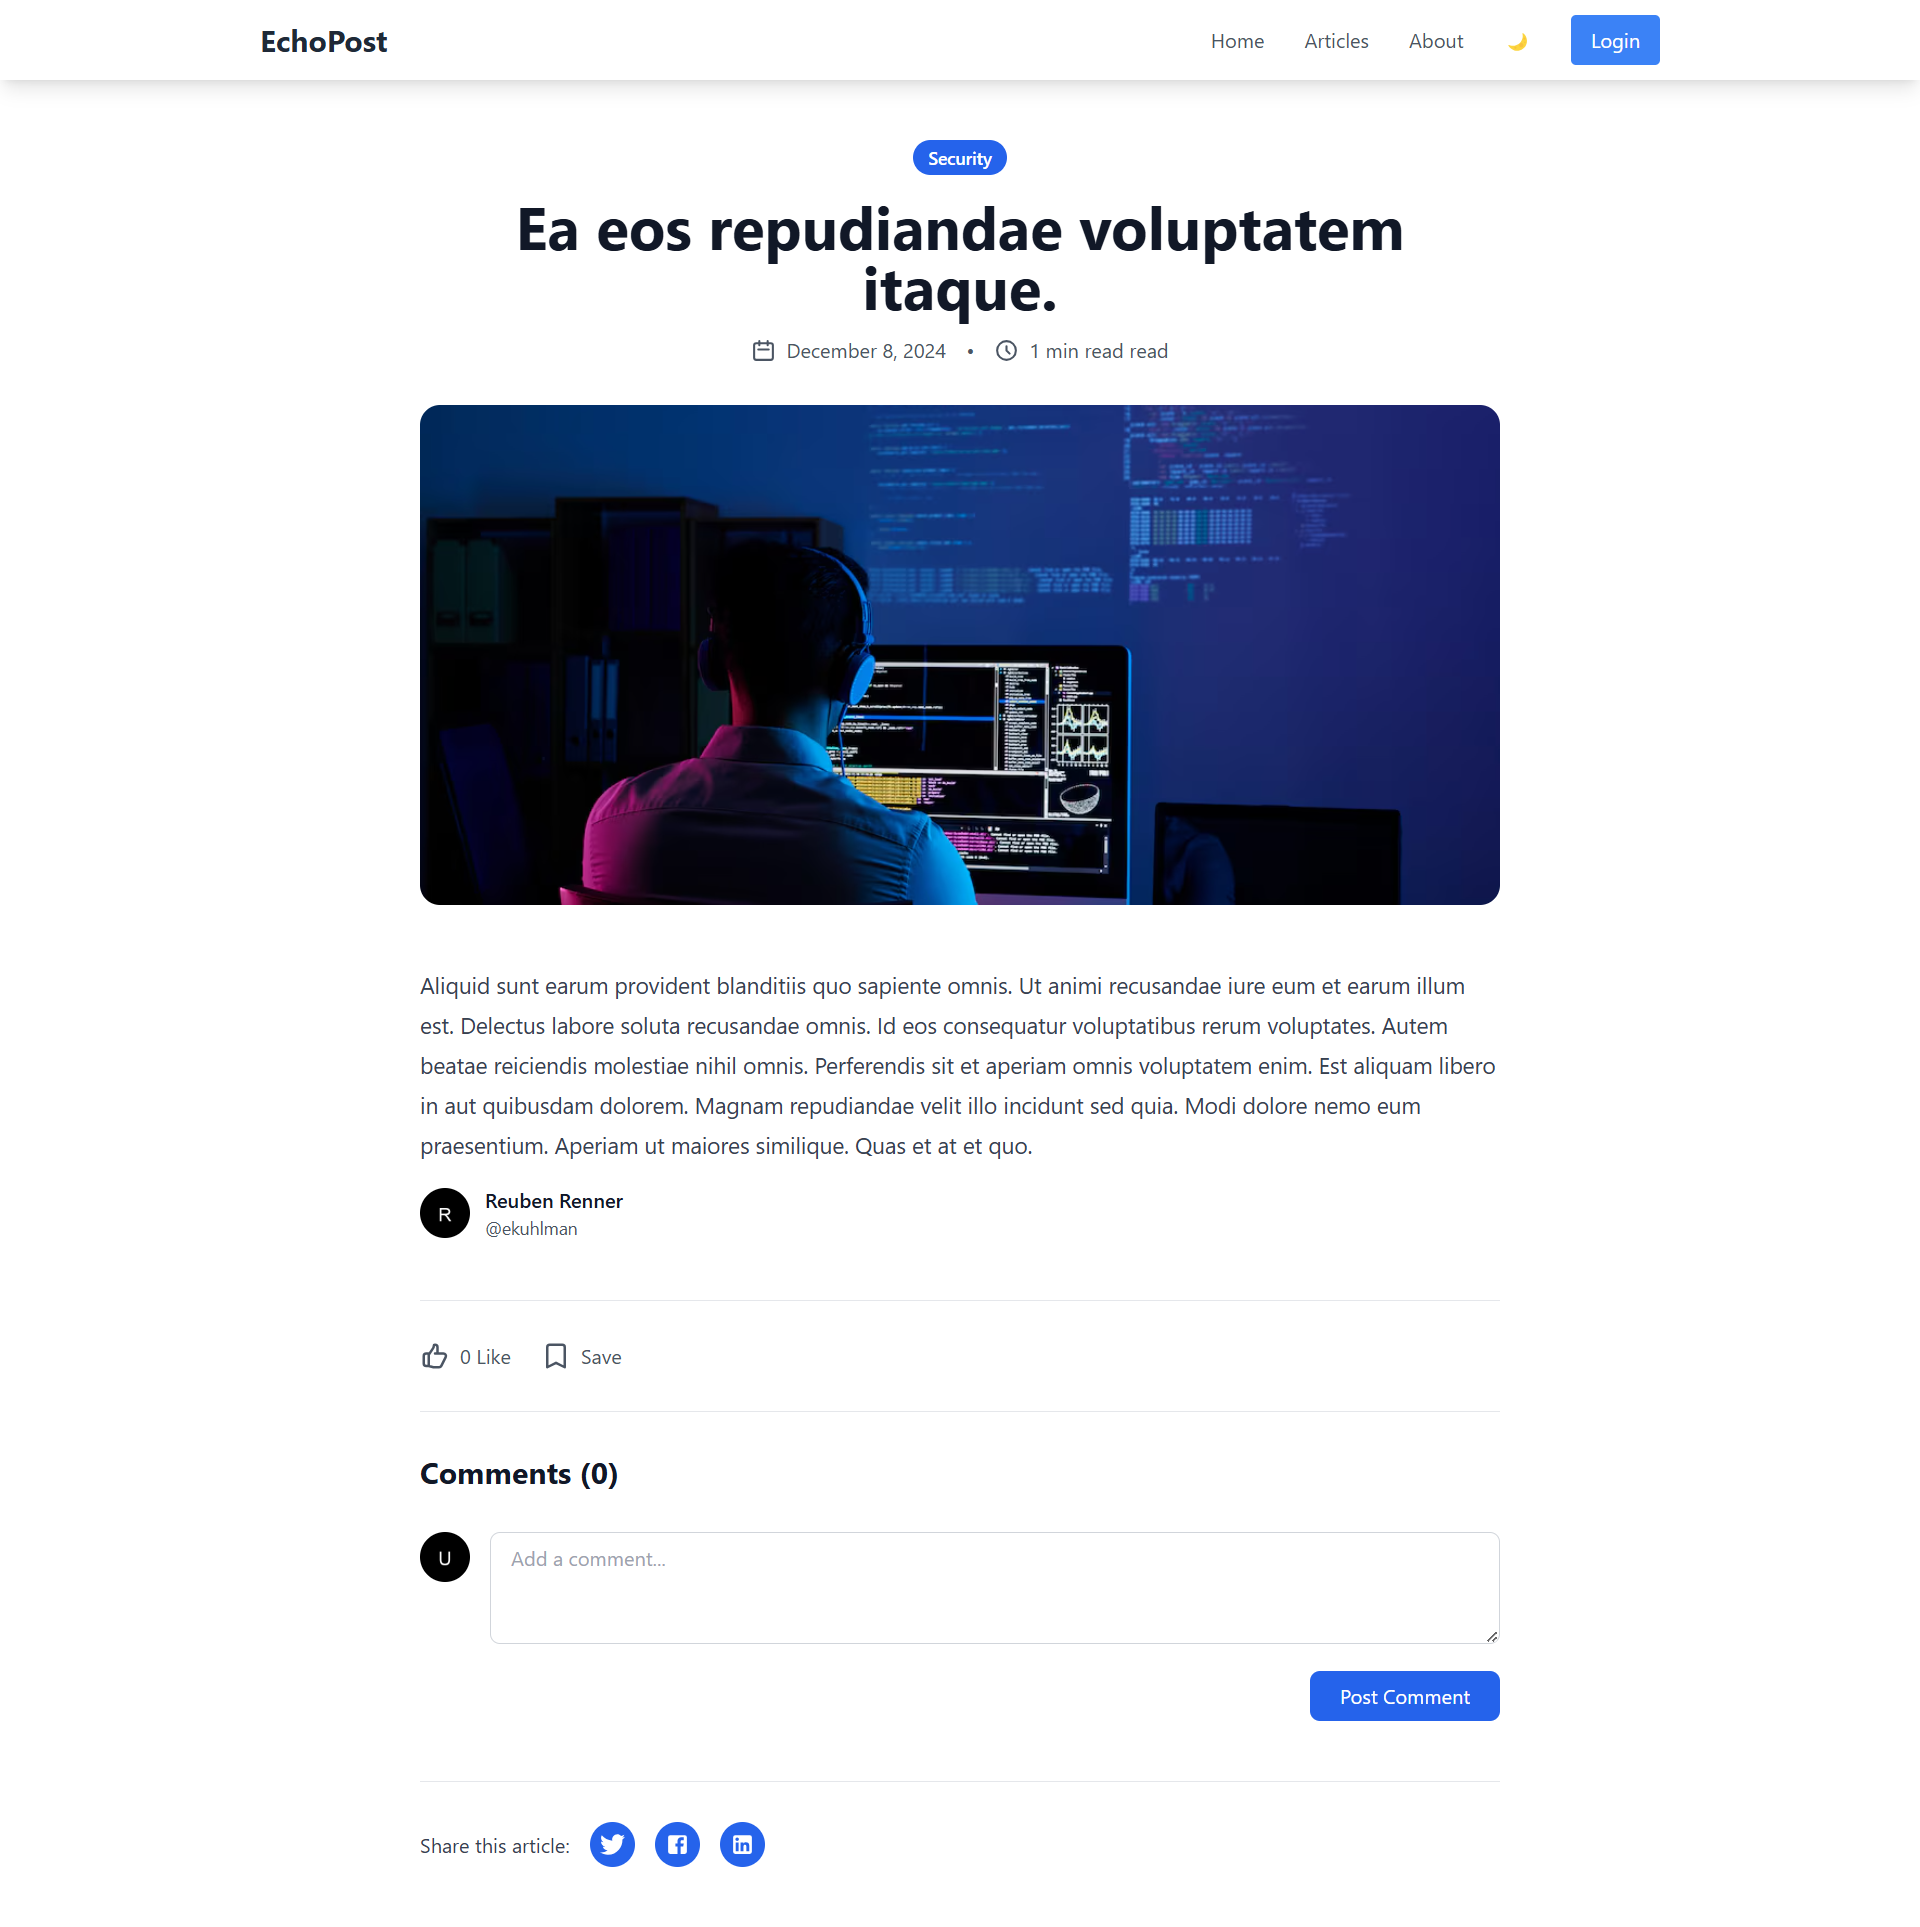 EchoPost
Home
Articles
About
Login
Security
Ea eos repudiandae voluptatem
itaque.
December 8, 2024 • 1 min read read
Aliquid sunt earum provident blanditiis quo sapiente omnis. Ut animi recusandae iure eum et earum illum
est. Delectus labore soluta recusandae omnis. Id eos consequatur voluptatibus rerum voluptates. Autem
beatae reiciendis molestiae nihil omnis. Perferendis sit et aperiam omnis voluptatem enim. Est aliquam libero
in aut quibusdam dolorem. Magnam repudiandae velit illo incidunt sed quia. Modi dolore nemo eum
praesentium. Aperiam ut maiores similique. Quas et at et quo.
R
Reuben Renner
@ekuhlman
0 Like
Save
Comments (0)
U
Add a comment...
Post Comment
Share this article: